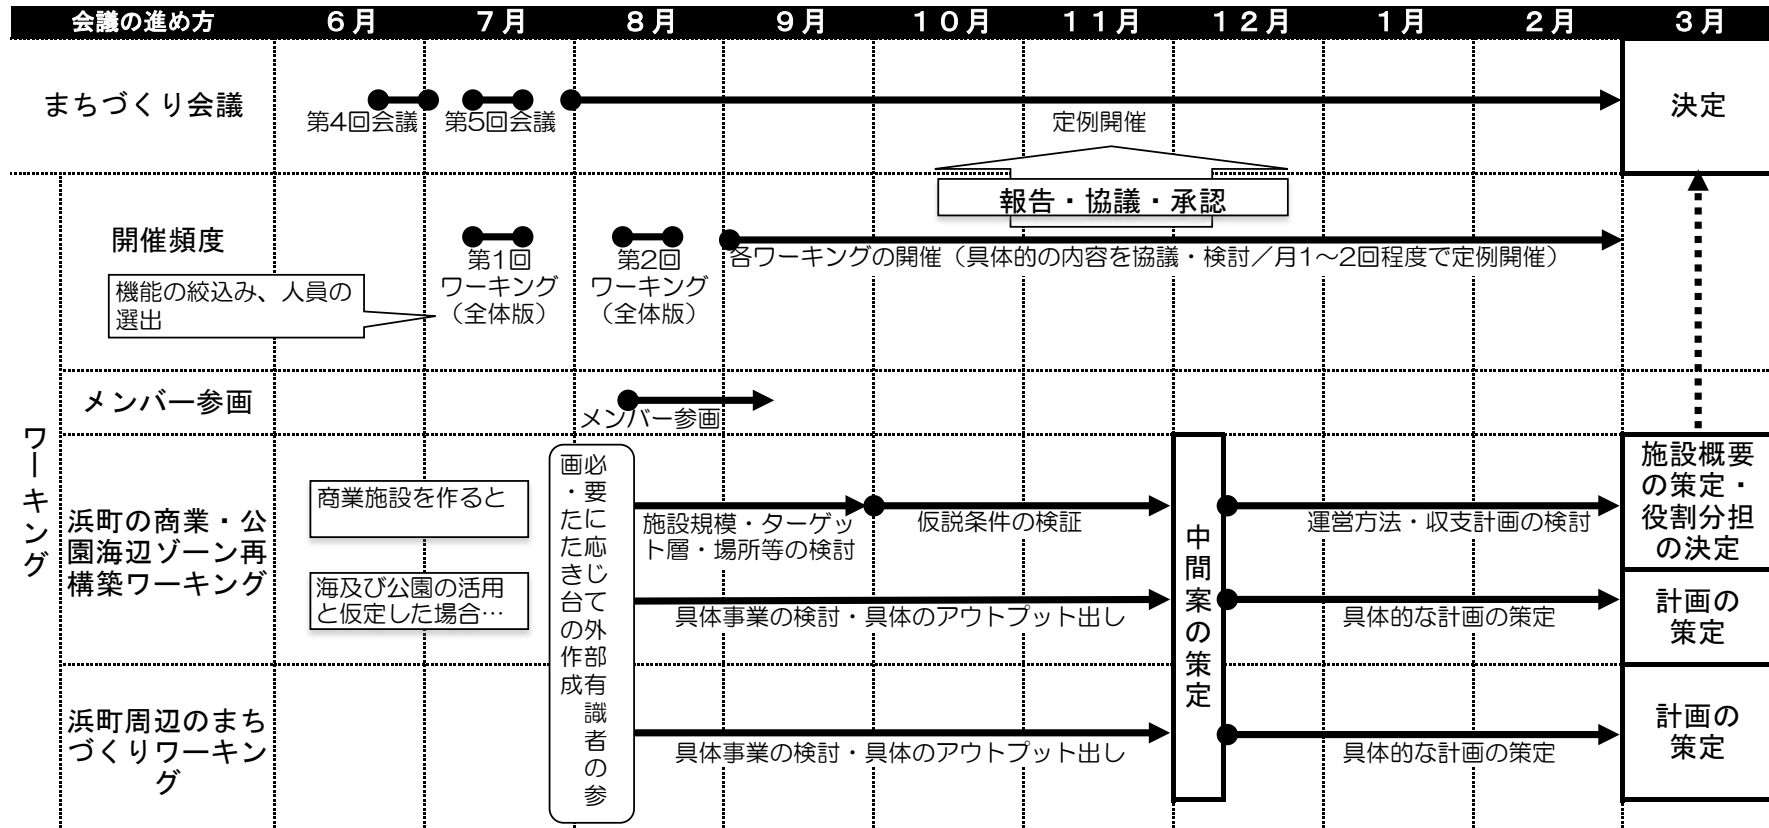 会議の進め方 6月 7月 8月 9月 10月 11月 12月 1月 2月 3月
まちづくり会議
第4回会議
第5回会議
定例開催
決定
報告・協議・承認
ワーキング
開催頻度
機能の絞込み、人員の
選出
第1回
ワーキング
（全体版）
第2回
ワーキング
（全体版）
各ワーキングの開催（具体的の内容を協議・検討／月1～2回程度で定例開催）
メンバー参画
メンバー参画
浜町の商業・公
園海辺ゾーン再
構築ワーキング
商業施設を作ると
海及び公園の活用
と仮定した場合…
必要に応じて外部有識者の参
画・たたき台の作成
施設規模・ターゲッ
ト層・場所等の検討
仮説条件の検証
中間案の策定
運営方法・収支計画の検討
施設概要
の策定・
役割分担
の決定
具体事業の検討・具体のアウトプット出し
具体的な計画の策定
計画の
策定
浜町周辺のまち
づくりワーキン
グ
具体事業の検討・具体のアウトプット出し
具体的な計画の策定
計画の
策定